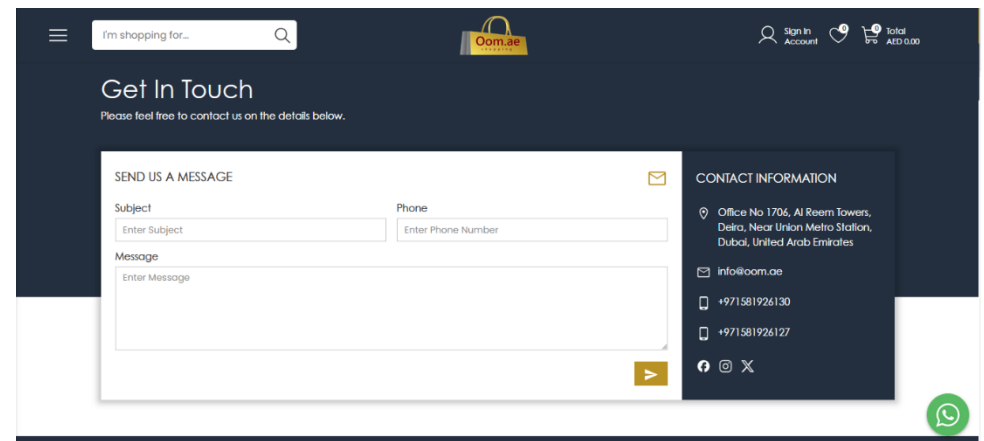 I'm shopping for...
Oom.ae
SHOPPING
Sign In
Account
0
0
Total
AED 0.00
Get In Touch
Please feel free to contact us on the details below.
SEND US A MESSAGE
Subject
Phone
Enter Subject
Enter Phone Number
Message
Enter Message
CONTACT INFORMATION
Office No 1706, Al Reem Towers,
Deira, Near Union Metro Station,
Dubai, United Arab Emirates
info@oom.ae
+971581926130
+971581926127